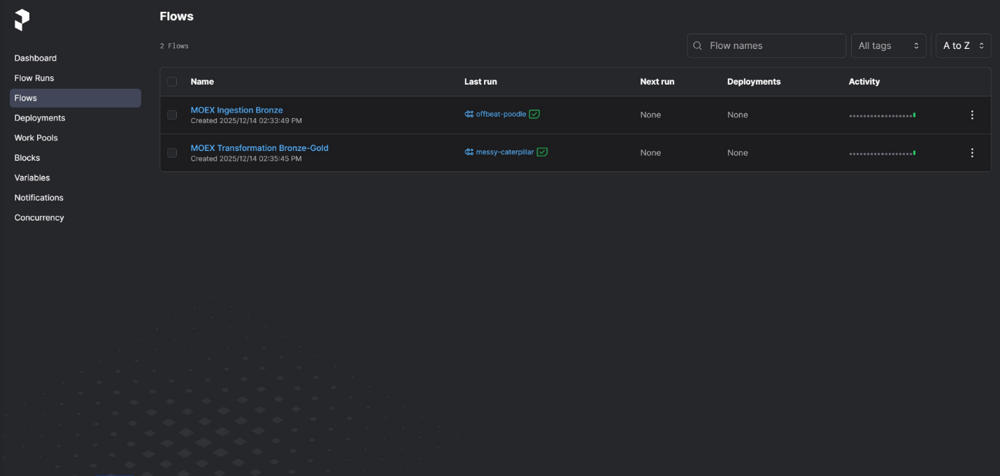 Flows
2 Flows
Flow names
All tags
A to Z
Dashboard
Flow Runs
Flows
Deployments
Work Pools
Blocks
Variables
Notifications
Concurrency
Name Last run Next run Deployments Activity
MOEX Ingestion Bronze offbeat-poodle None None
Created 2025/12/14 02:33:49 PM
MOEX Transformation Bronze-Gold messy-caterpillar None None
Created 2025/12/14 02:35:45 PM